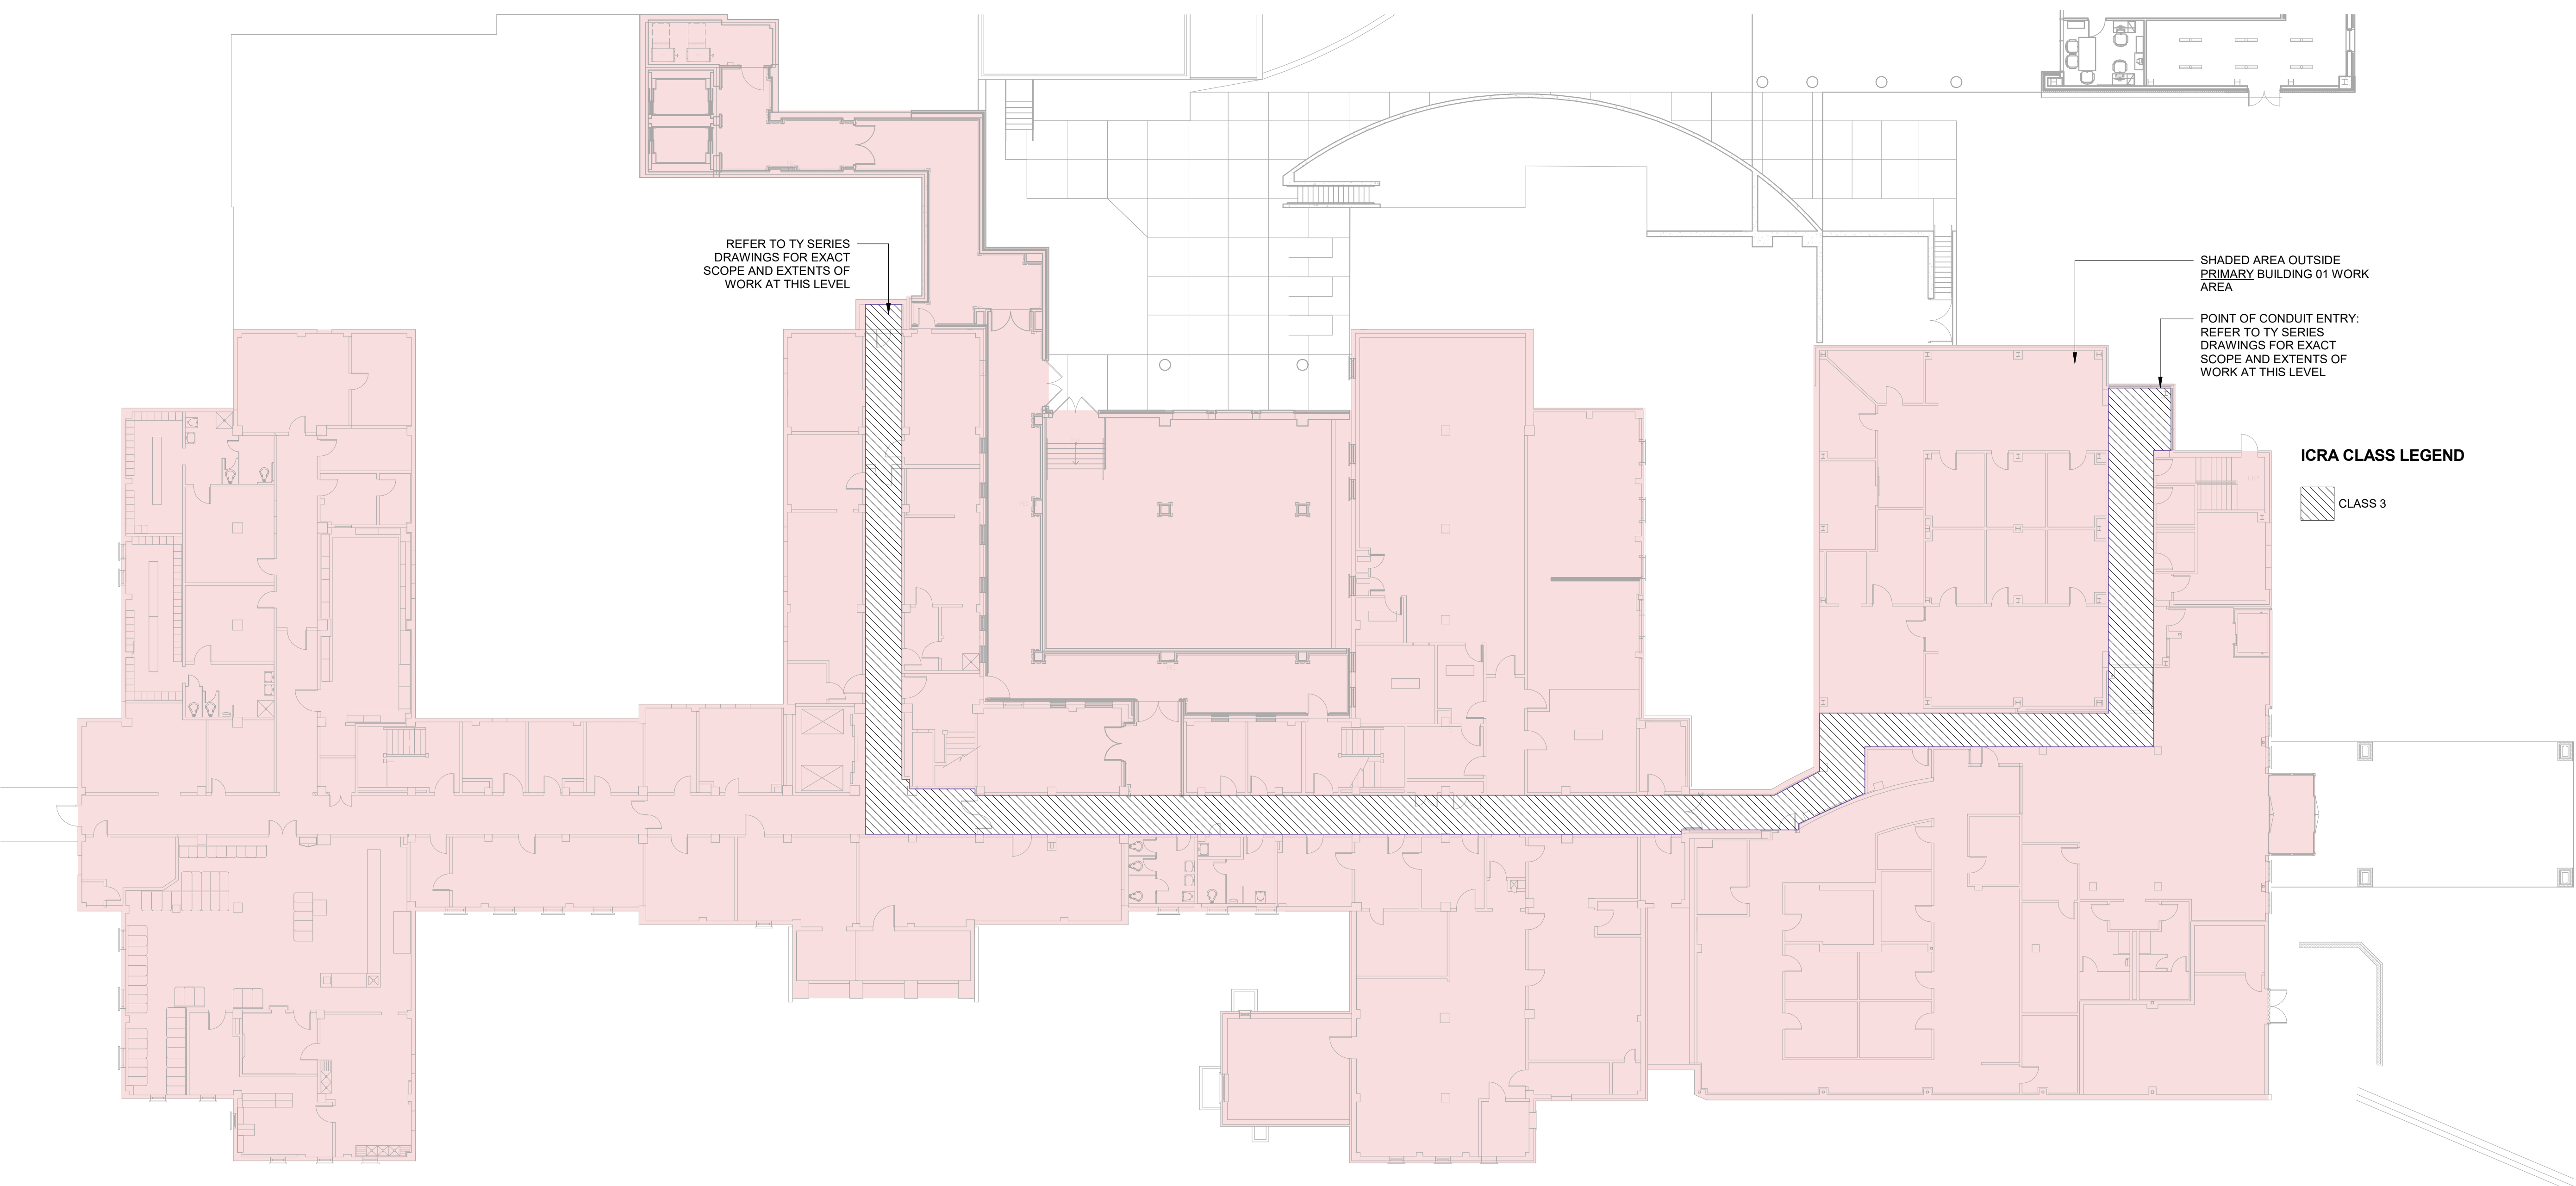 REFER TO TY SERIES
DRAWINGS FOR EXACT
SCOPE AND EXTENTS OF
WORK AT THIS LEVEL
SHADED AREA OUTSIDE
PRIMARY BUILDING 01 WORK
AREA
POINT OF CONDUIT ENTRY:
REFER TO TY SERIES
DRAWINGS FOR EXACT
SCOPE AND EXTENTS OF
WORK AT THIS LEVEL
ICRA CLASS LEGEND
CLASS 3